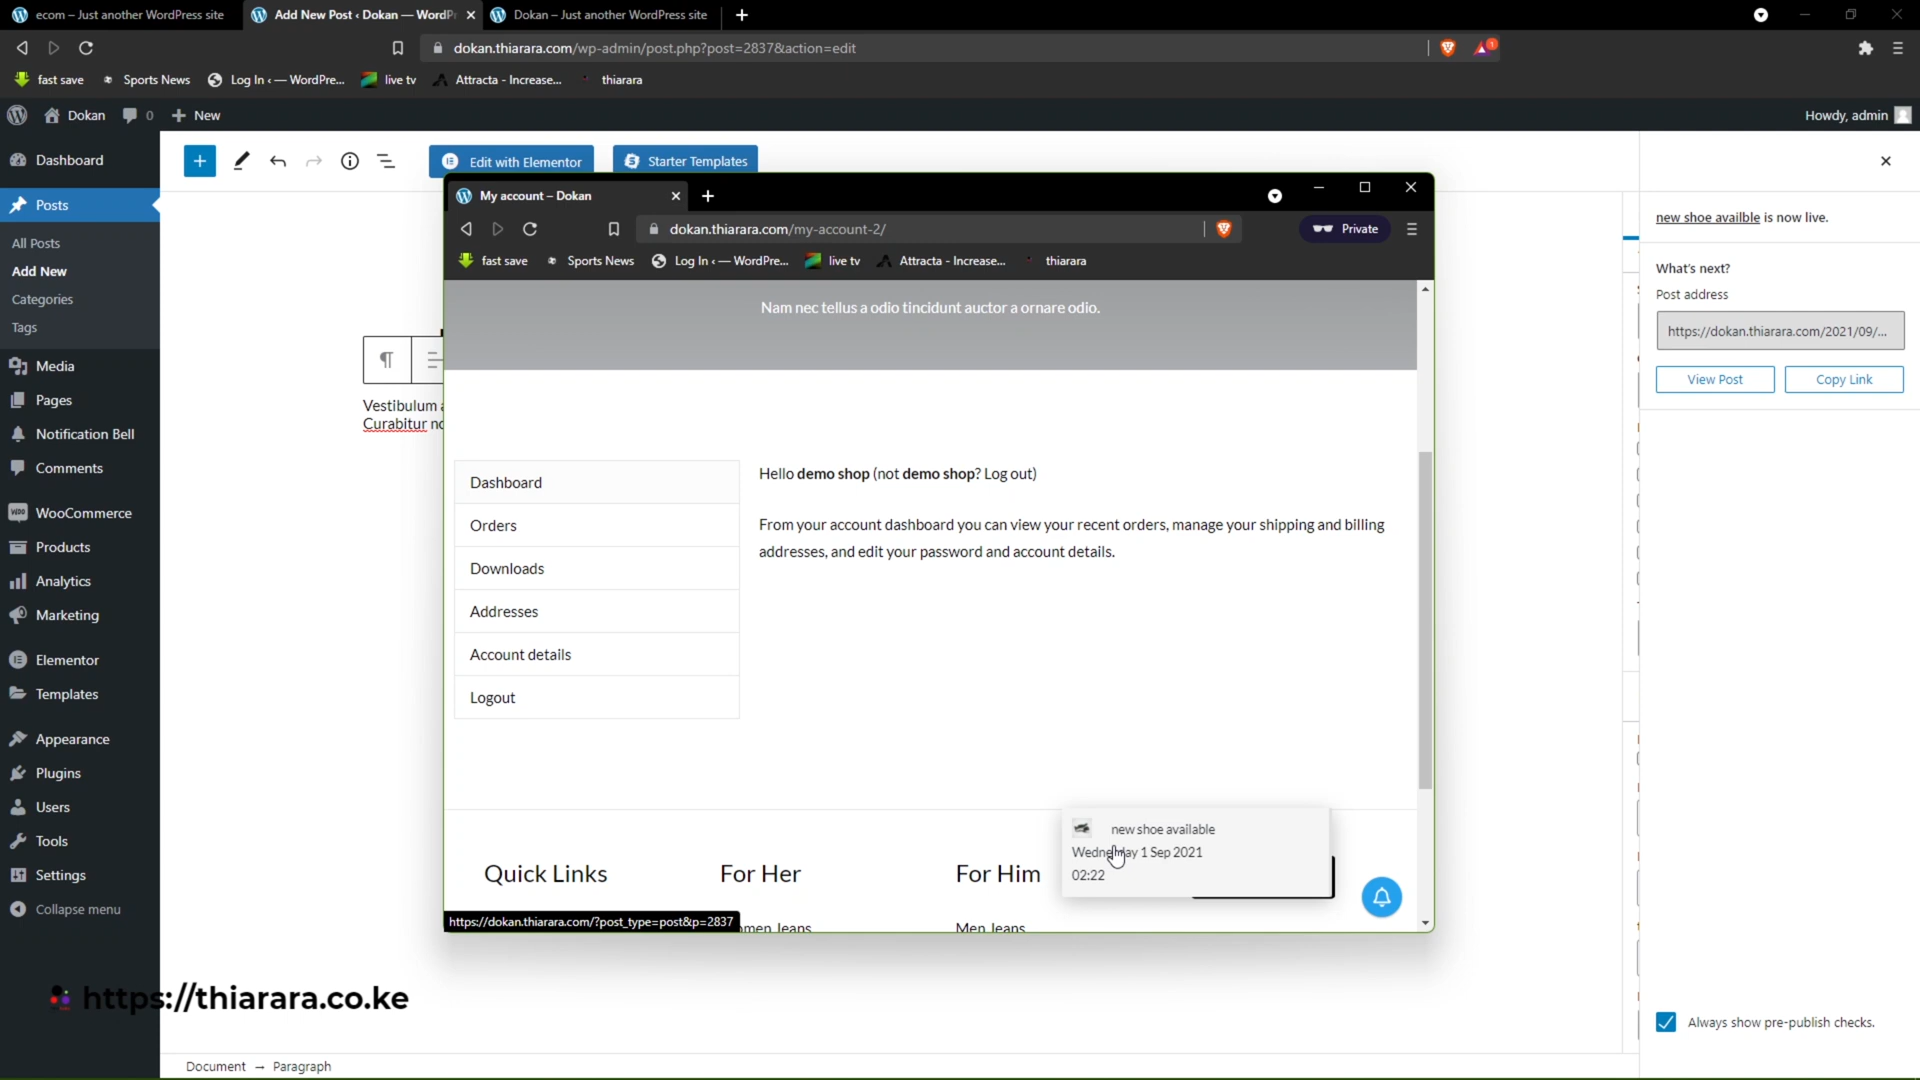 ecom – Just another WordPress site
Add New Post ‹ Dokan — WordP
Dokan – Just another WordPress site
dokan.thiarara.com/wp-admin/post.php?post=2837&action=edit
1
fast save
Sports News
Log In ‹ — WordPre...
live tv
Attracta - Increase...
thiarara
Dokan
0
New
Howdy, admin
Dashboard
Posts
All Posts
Add New
Categories
Tags
Media
Pages
Notification Bell
Comments
WooCommerce
Products
Analytics
Marketing
Elementor
Templates
Appearance
Plugins
Users
Tools
Settings
Collapse menu
Edit with Elementor
Starter Templates
Vestibulum
Curabitur
My account – Dokan
dokan.thiarara.com/my-account-2/
Private
fast save
Sports News
Log In ‹ — WordPre...
live tv
Attracta - Increase...
thiarara
Nam nec tellus a odio tincidunt auctor a ornare odio.
Dashboard
Orders
Downloads
Addresses
Account details
Logout
Hello demo shop (not demo shop? Log out)
From your account dashboard you can view your recent orders, manage your shipping and billing
addresses, and edit your password and account details.
new shoe available
Wednesday 1 Sep 2021
02:22
Quick Links
For Her
For Him
https://dokan.thiarara.com/?post_type=post&p=2837
Jeans
Men Jeans
new shoe availble is now live.
What's next?
Post address
https://dokan.thiarara.com/2021/09/...
View Post
Copy Link
Always show pre-publish checks.
https://thiarara.co.ke
Document → Paragraph